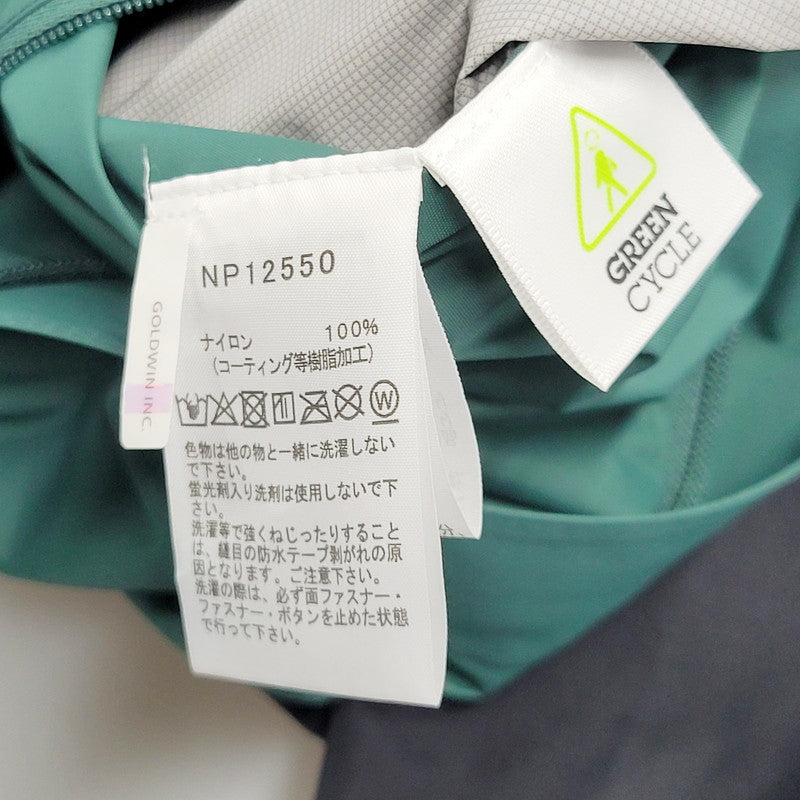 NP12550
ナイロン 100%
(コーティング等樹脂加工)
W
色物は他の物と一緒に洗濯しない
で下さい。
蛍光剤入り洗剤は使用しないで下
さい。
洗濯等で強くねじったりすること
は、縫目の防水テープ剥がれの原
因となります。ご注意下さい。
洗濯の際は、必ず面ファスナー・
ファスナー・ボタンを止めた状態
で行って下さい。
GOLDWIN INC.
GREEN
CYCLE